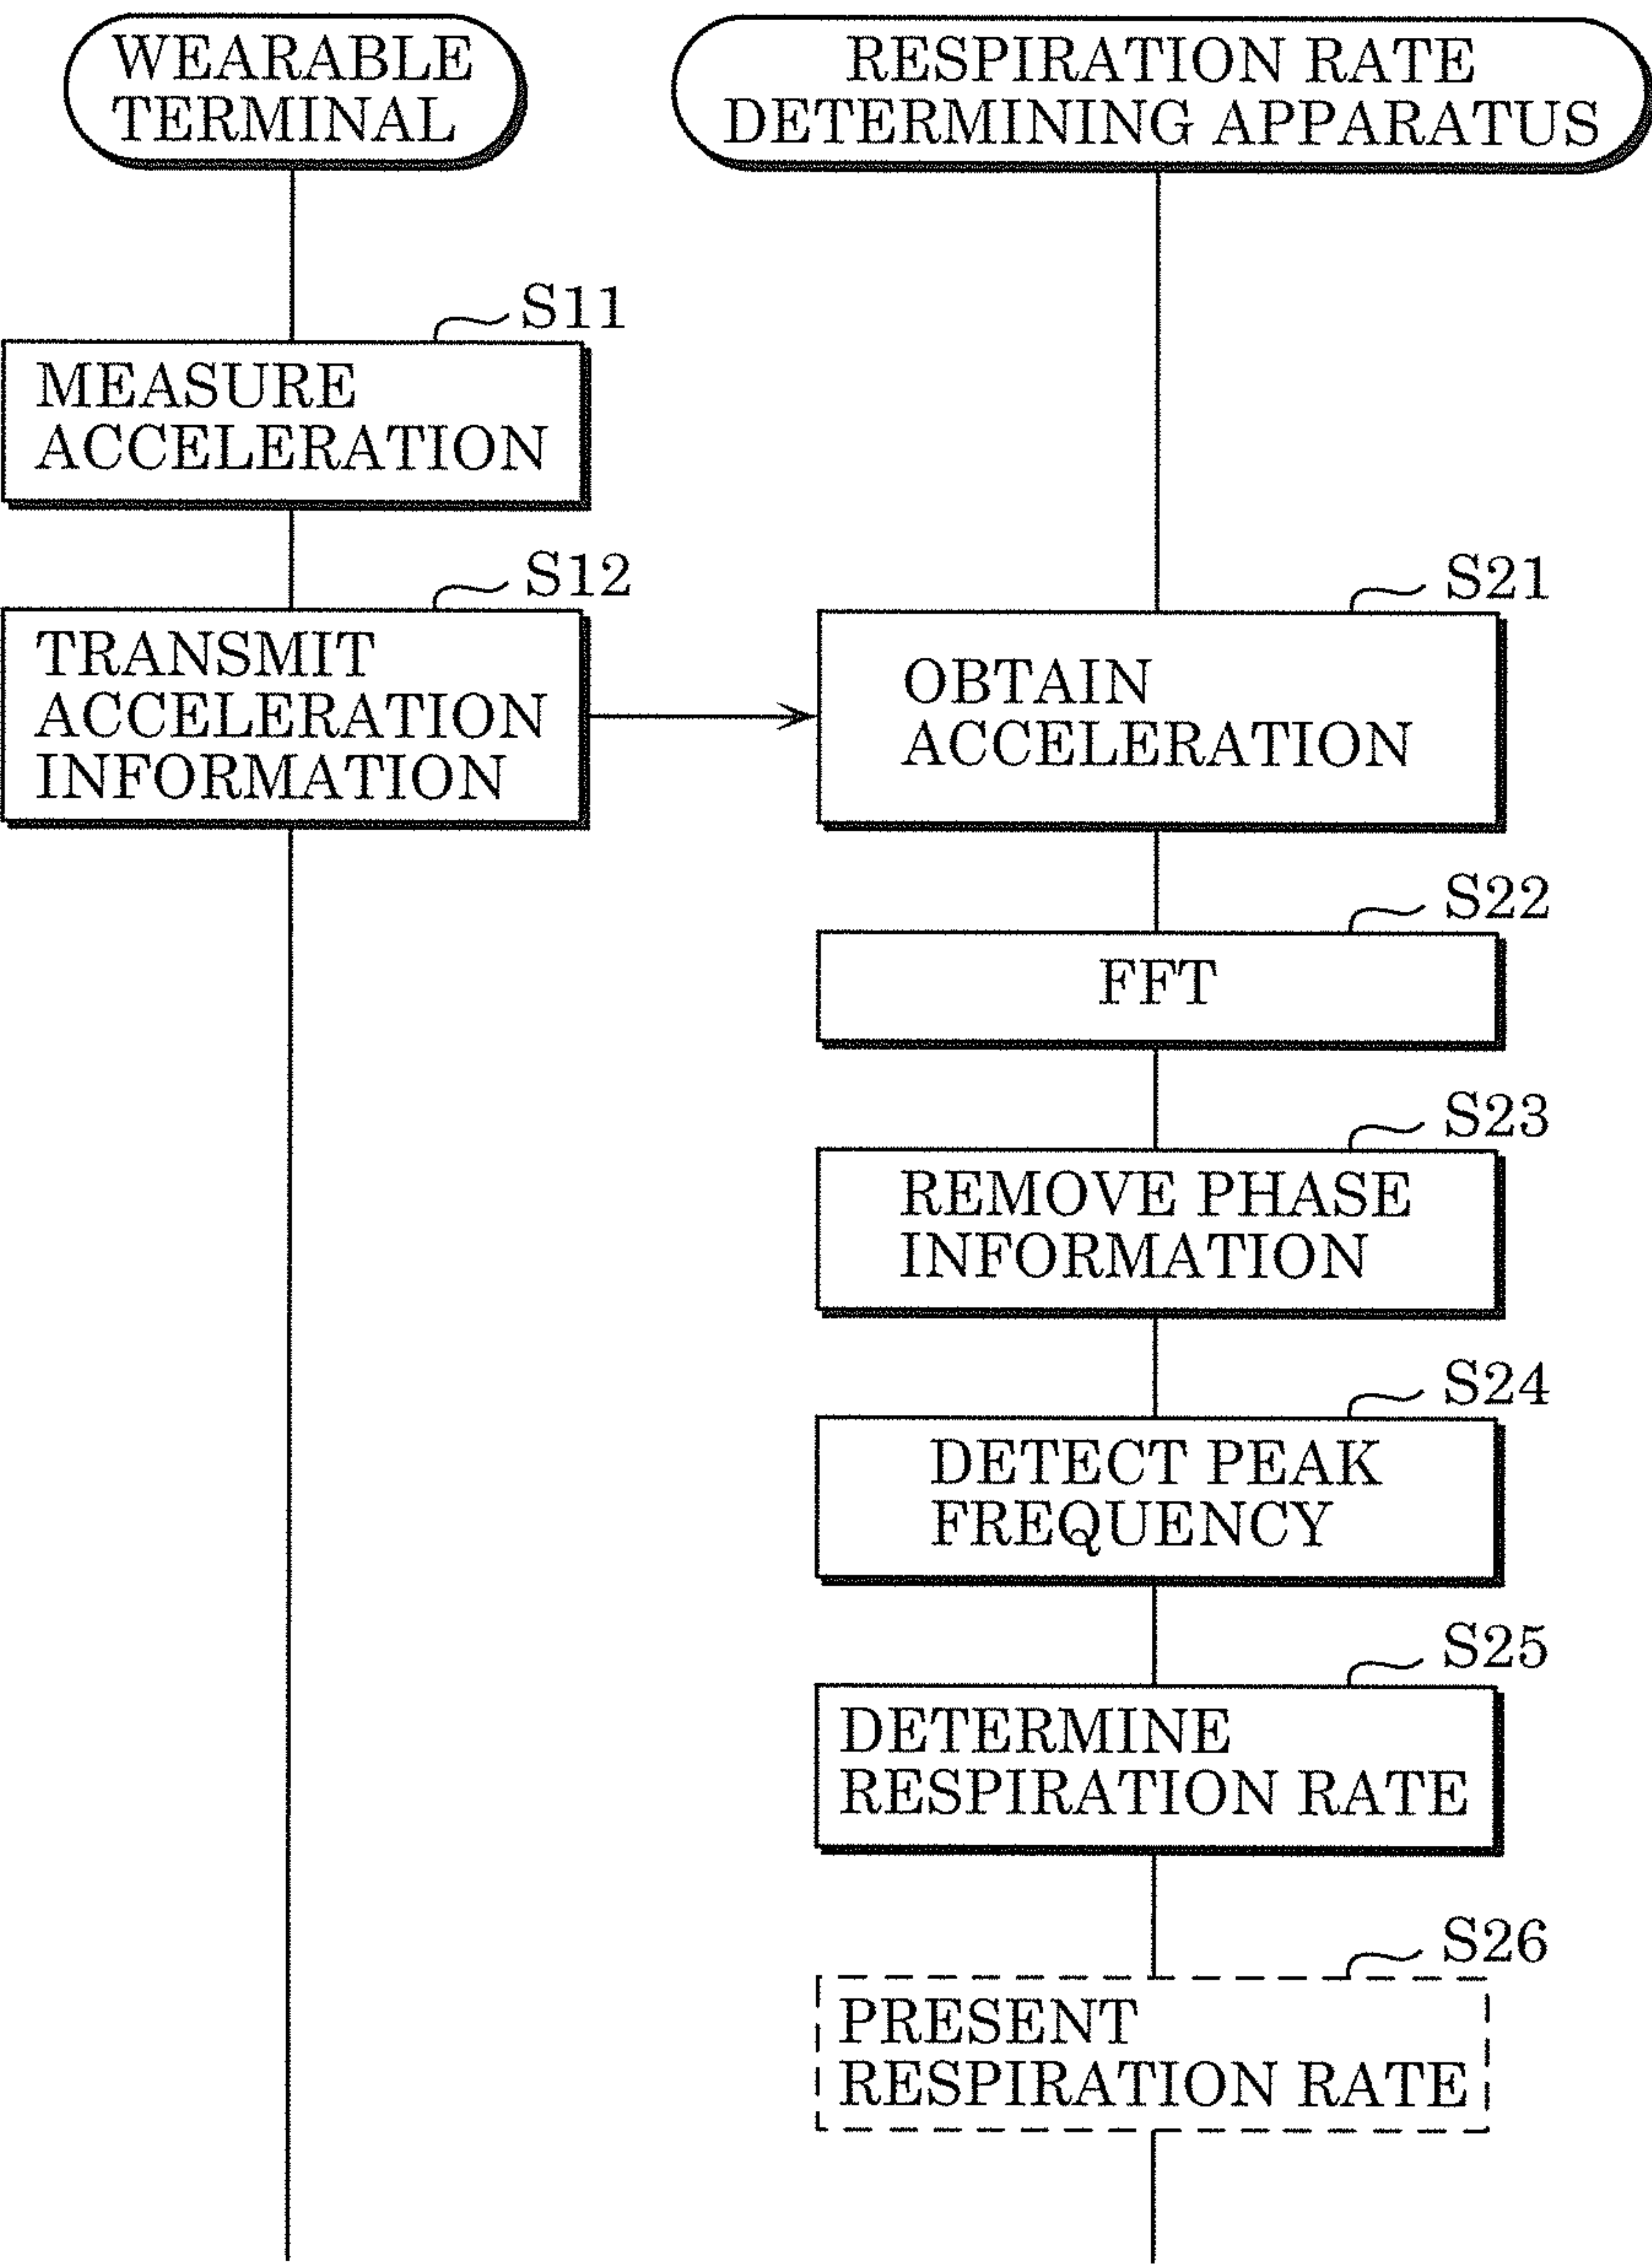 WEARABLE
TERMINAL
RESPIRATION RATE
DETERMINING APPARATUS
S11
MEASURE
ACCELERATION
S12
TRANSMIT
ACCELERATION
INFORMATION
S21
OBTAIN
ACCELERATION
S22
FFT
S23
REMOVE PHASE
INFORMATION
S24
DETECT PEAK
FREQUENCY
S25
DETERMINE
RESPIRATION RATE
S26
PRESENT
RESPIRATION RATE